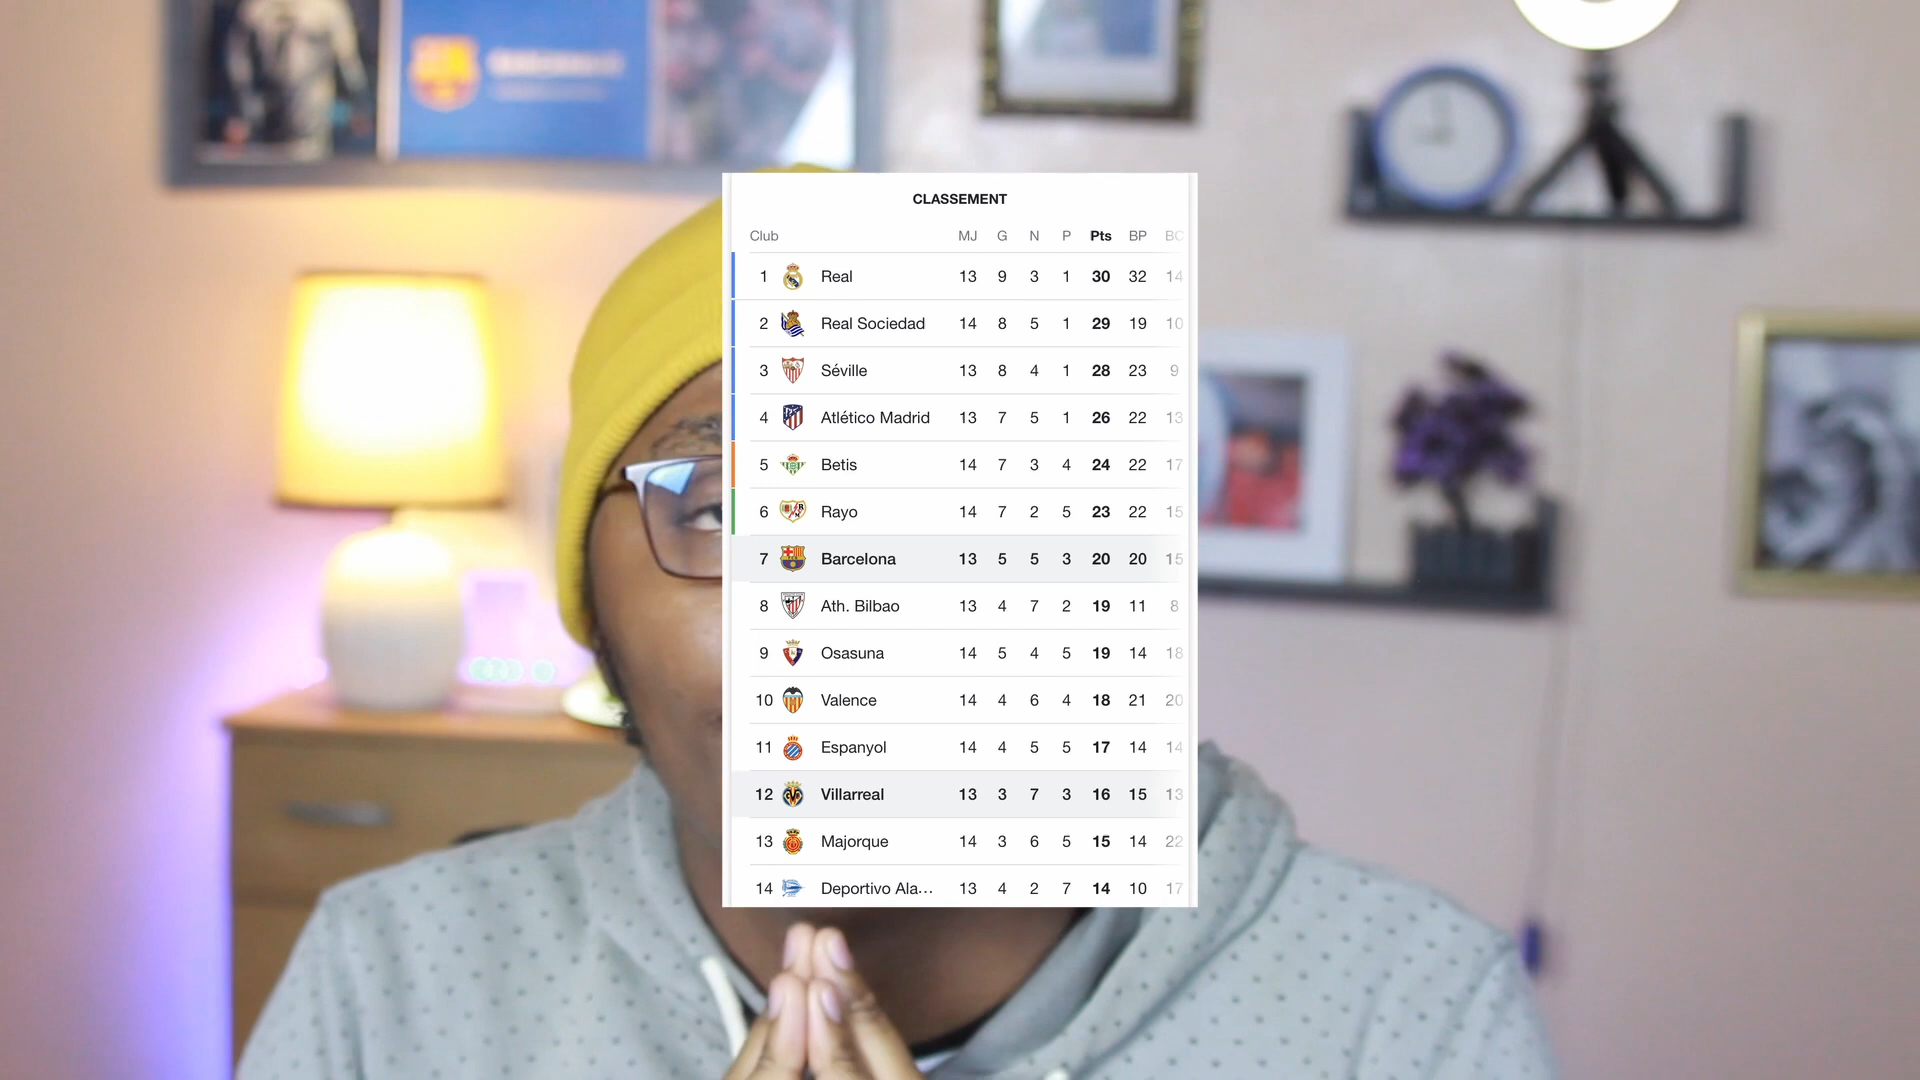 CLASSEMENT
Club MJ G N P Pts BP BC
1 Real 13 9 3 1 30 32 14
2 Real Sociedad 14 8 5 1 29 19 10
3 Séville 13 8 4 1 28 23 9
4 Atlético Madrid 13 7 5 1 26 22 13
5 Betis 14 7 3 4 24 22 17
6 Rayo 14 7 2 5 23 22 15
7 Barcelona 13 5 5 3 20 20 15
8 Ath. Bilbao 13 4 7 2 19 11 8
9 Osasuna 14 5 4 5 19 14 18
10 Valence 14 4 6 4 18 21 20
11 Espanyol 14 4 5 5 17 14 14
12 Villarreal 13 3 7 3 16 15 13
13 Majorque 14 3 6 5 15 14 22
14 Deportivo Ala... 13 4 2 7 14 10 17